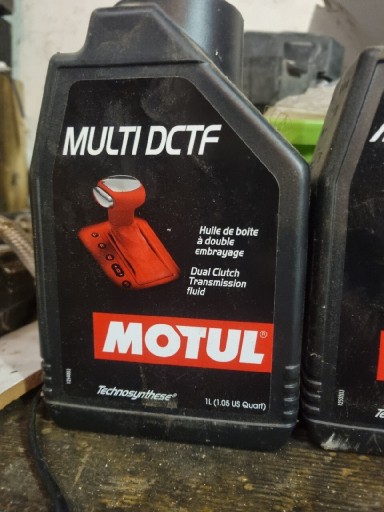 MULTI DCTF
Huile de boîte
à double
embrayage
Dual Clutch
Transmission
fluid
MOTUL®
Technosynthese®
1L (1.05 US Quart)